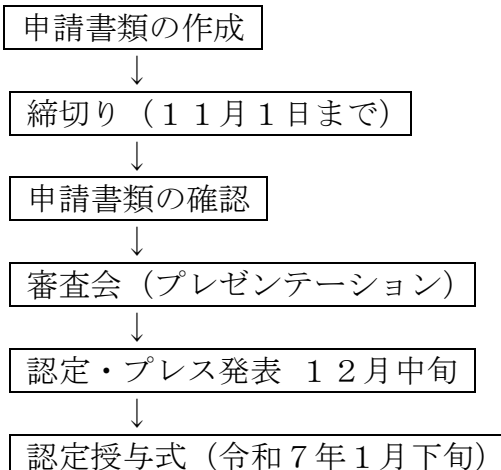 申請書類の作成
↓
締切り（１１月１日まで）
↓
申請書類の確認
↓
審査会（プレゼンテーション）
↓
認定・プレス発表 １２月中旬
↓
認定授与式（令和７年１月下旬）